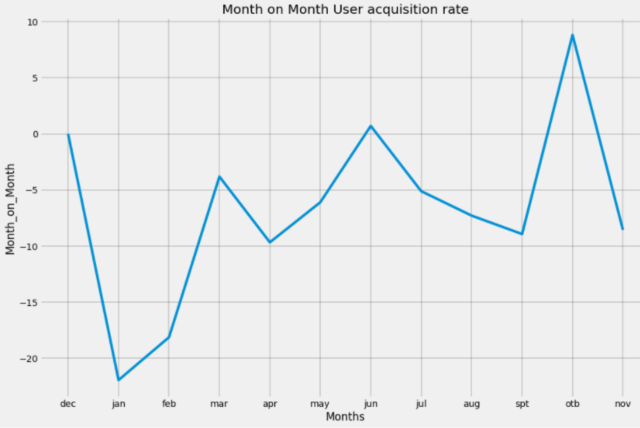 Month on Month User acquisition rate
10
5
0
−5
−10
−15
−20
Month_on_Month
dec jan feb mar apr may jun jul aug spt otb nov
Months